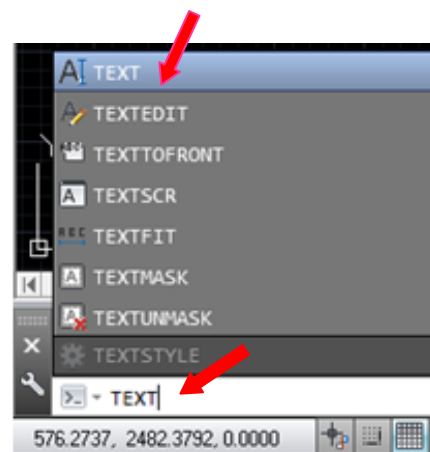 TEXT
TEXTEDIT
TEXTTOFRONT
TEXTSCR
TEXTFIT
TEXTMASK
TEXTUNMASK
TEXTSTYLE
TEXT
576.2737, 2482.3792, 0.0000